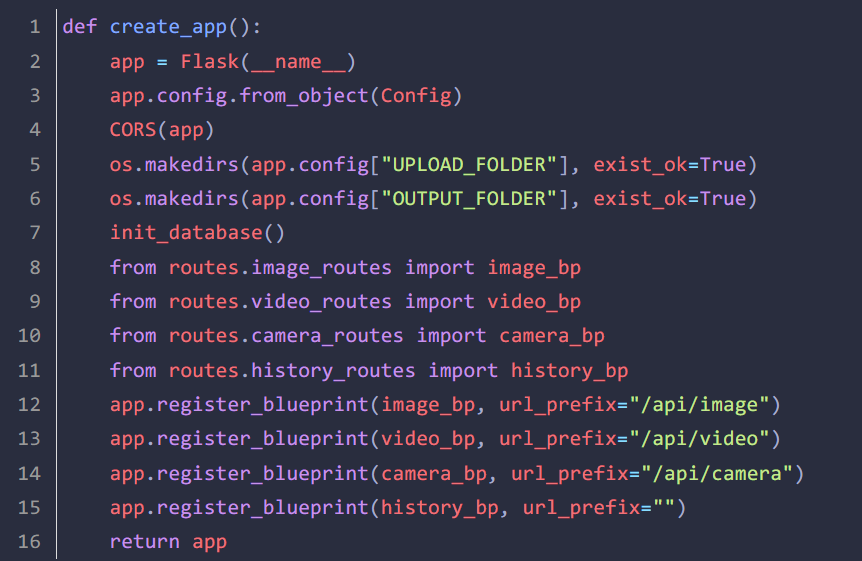 1 def create_app():
2     app = Flask(__name__)
3     app.config.from_object(Config)
4     CORS(app)
5     os.makedirs(app.config["UPLOAD_FOLDER"], exist_ok=True)
6     os.makedirs(app.config["OUTPUT_FOLDER"], exist_ok=True)
7     init_database()
8     from routes.image_routes import image_bp
9     from routes.video_routes import video_bp
10     from routes.camera_routes import camera_bp
11     from routes.history_routes import history_bp
12     app.register_blueprint(image_bp, url_prefix="/api/image")
13     app.register_blueprint(video_bp, url_prefix="/api/video")
14     app.register_blueprint(camera_bp, url_prefix="/api/camera")
15     app.register_blueprint(history_bp, url_prefix="")
16     return app